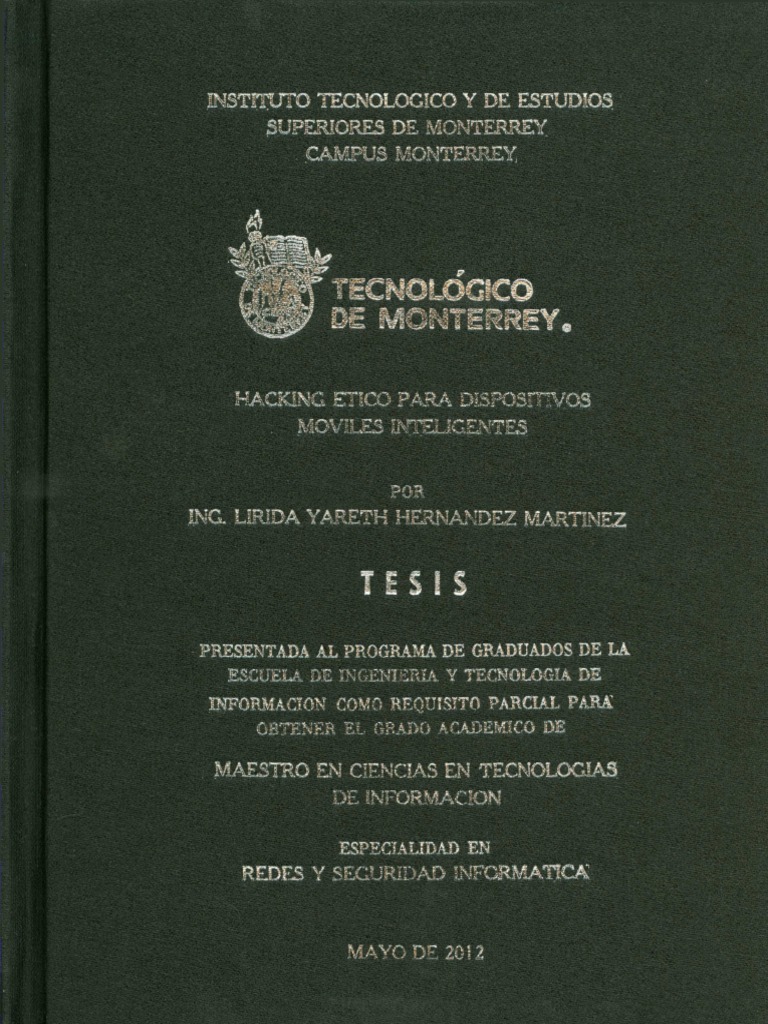 INSTITUTO TECNOLOGICO Y DE ESTUDIOS
SUPERIORES DE MONTERREY
CAMPUS MONTERREY
TECNOLÓGICO
DE MONTERREY.
HACKING ETICO PARA DISPOSITIVOS
MOVILES INTELIGENTES
POR
ING. LIRIDA YARETH HERNANDEZ MARTINEZ
TESIS
PRESENTADA AL PROGRAMA DE GRADUADOS DE LA
ESCUELA DE INGENIERIA Y TECNOLOGIA DE
INFORMACION COMO REQUISITO PARCIAL PARA
OBTENER EL GRADO ACADEMICO DE
MAESTRO EN CIENCIAS EN TECNOLOGIAS
DE INFORMACION
ESPECIALIDAD EN
REDES Y SEGURIDAD INFORMATICA
MAYO DE 2012